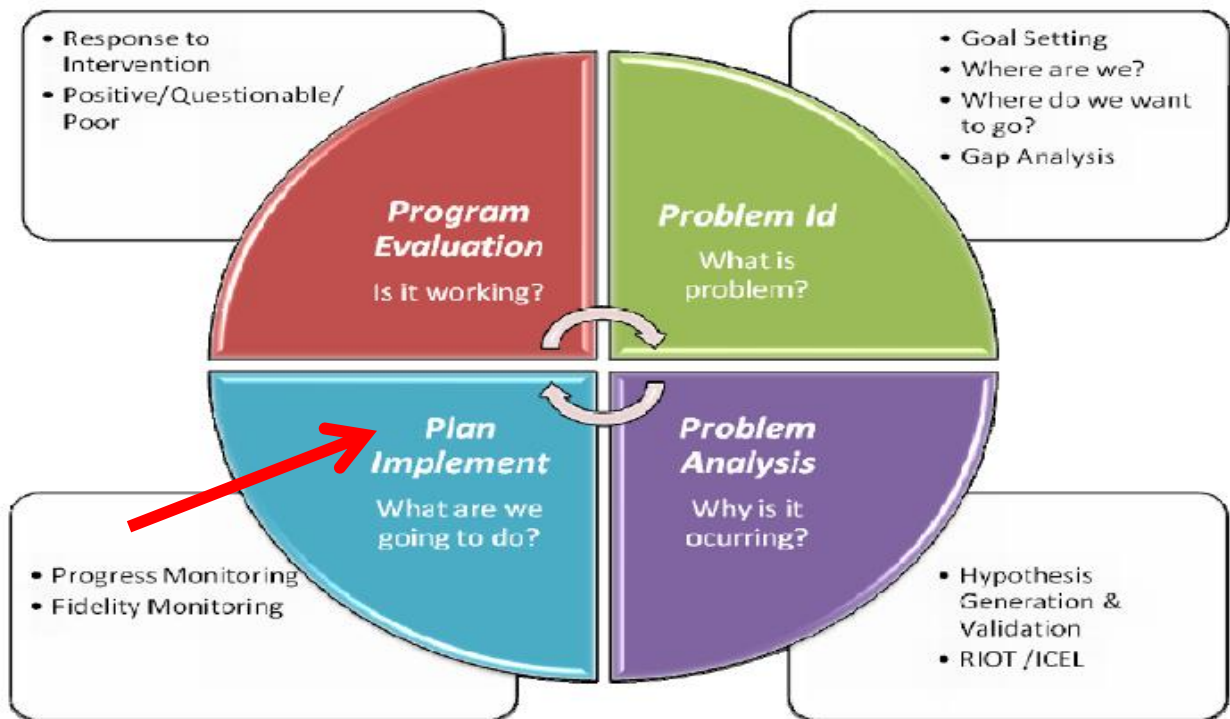 • Response to
Intervention
• Positive/Questionable/
Poor
• Goal Setting
• Where are we?
• Where do we want
to go?
• Gap Analysis
Program
Evaluation
Is it working?
Problem Id
What is
problem?
Plan
Implement
What are we
going to do?
Problem
Analysis
Why is it
ocurring?
• Progress Monitoring
• Fidelity Monitoring
• Hypothesis
Generation &
Validation
• RIOT /ICEL